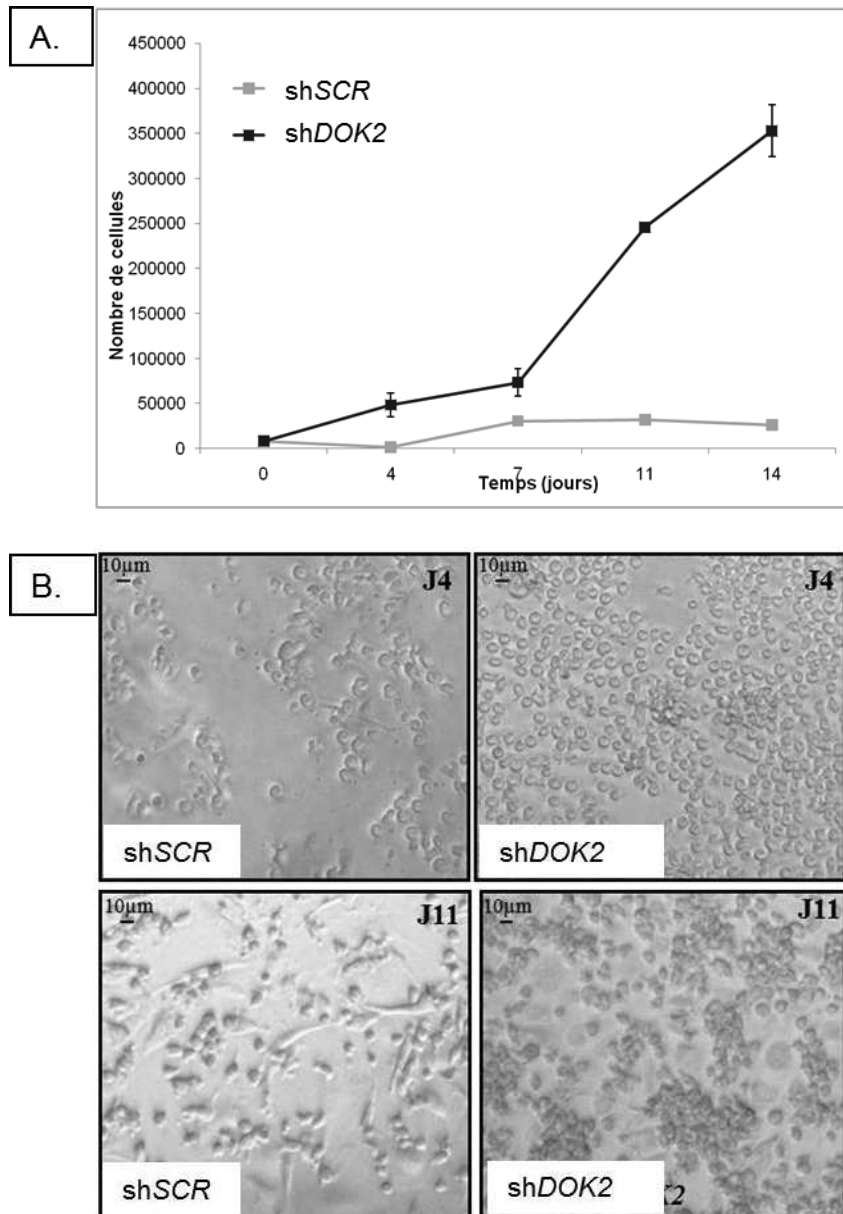 A.
450000
400000
350000
300000
250000
200000
150000
100000
50000
0
Nombre de cellules
shSCR
shDOK2
0 4 7 11 14
Temps (jours)
B.
10µm J4
shSCR
10µm J4
shDOK2
10µm J11
shSCR
10µm J11
shDOK2
K2